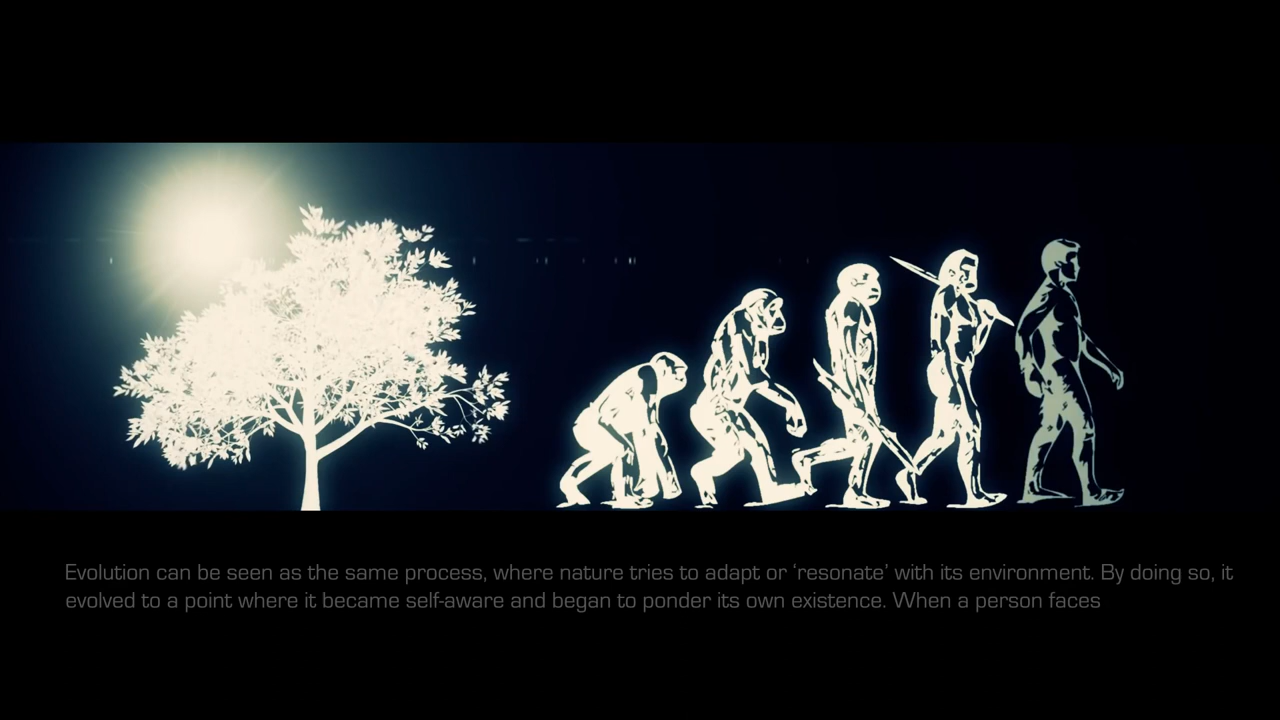 Evolution can be seen as the same process, where nature tries to adapt or ‘resonate’ with its environment. By doing so, it
evolved to a point where it became self-aware and began to ponder its own existence. When a person faces